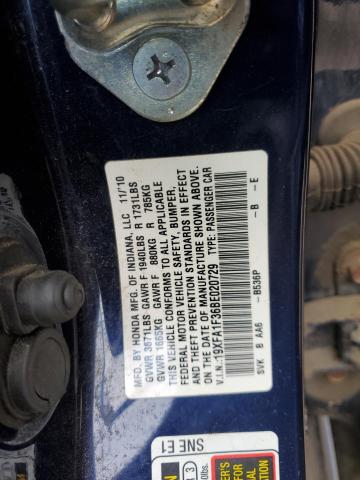 MFD. BY HONDA MFG. OF INDIANA, LLC 11/10
GVWR 3671LBS GAWR F 1940LBS R 1731LBS
GVWR 1665KG GAWR F 880KG R 785KG
THIS VEHICLE CONFORMS TO ALL APPLICABLE
FEDERAL MOTOR VEHICLE SAFETY, BUMPER,
AND THEFT PREVENTION STANDARDS IN EFFECT
ON THE DATE OF MANUFACTURE SHOWN ABOVE.
V.I.N.:19XFA1F36BE020729 TYPE: PASSENGER CAR
-B536P -B -E
SVK B AA6
SNE E1